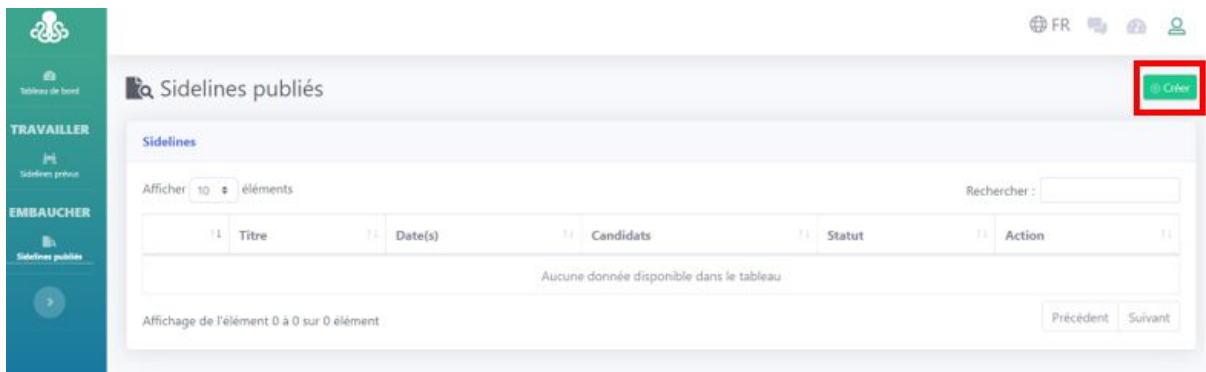 FR
Tableau de bord
Sidelines publiés
Créer
TRAVAILLER
Sidelines
Sidelines prévus
Afficher 10 éléments Rechercher :
EMBAUCHER
Titre Date(s) Candidats Statut Action
Sidelines publiés
Aucune donnée disponible dans le tableau
Affichage de l'élément 0 à 0 sur 0 élément
Précédent Suivant